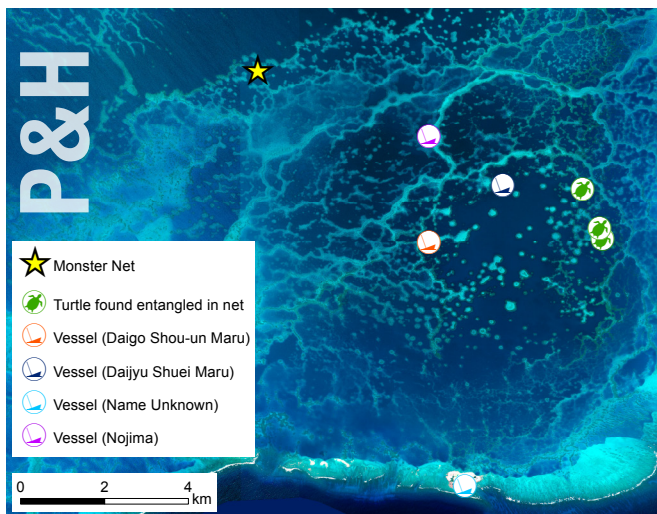 P&H
Monster Net
Turtle found entangled in net
Vessel (Daigo Shou-un Maru)
Vessel (Daijyu Shuei Maru)
Vessel (Name Unknown)
Vessel (Nojima)
0 2 4
km